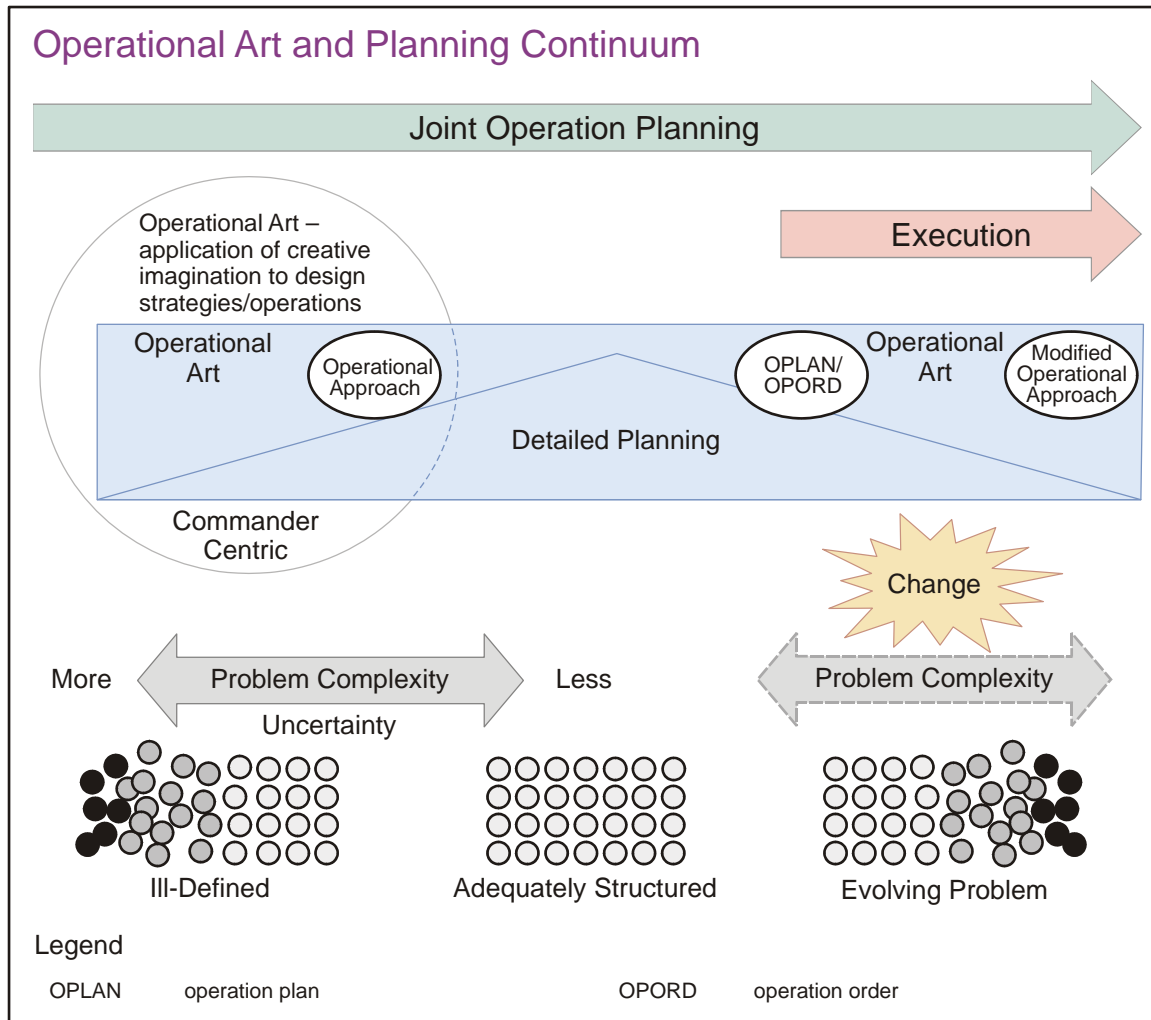 Operational Art and Planning Continuum
Joint Operation Planning
Execution
Operational Art –
application of creative
imagination to design
strategies/operations
Operational
Art
Operational
Approach
OPLAN/
OPORD
Operational
Art
Modified
Operational
Approach
Detailed Planning
Commander
Centric
Change
More
Problem Complexity
Less
Problem Complexity
Uncertainty
Ill-Defined
Adequately Structured
Evolving Problem
Legend
OPLAN operation plan
OPORD operation order